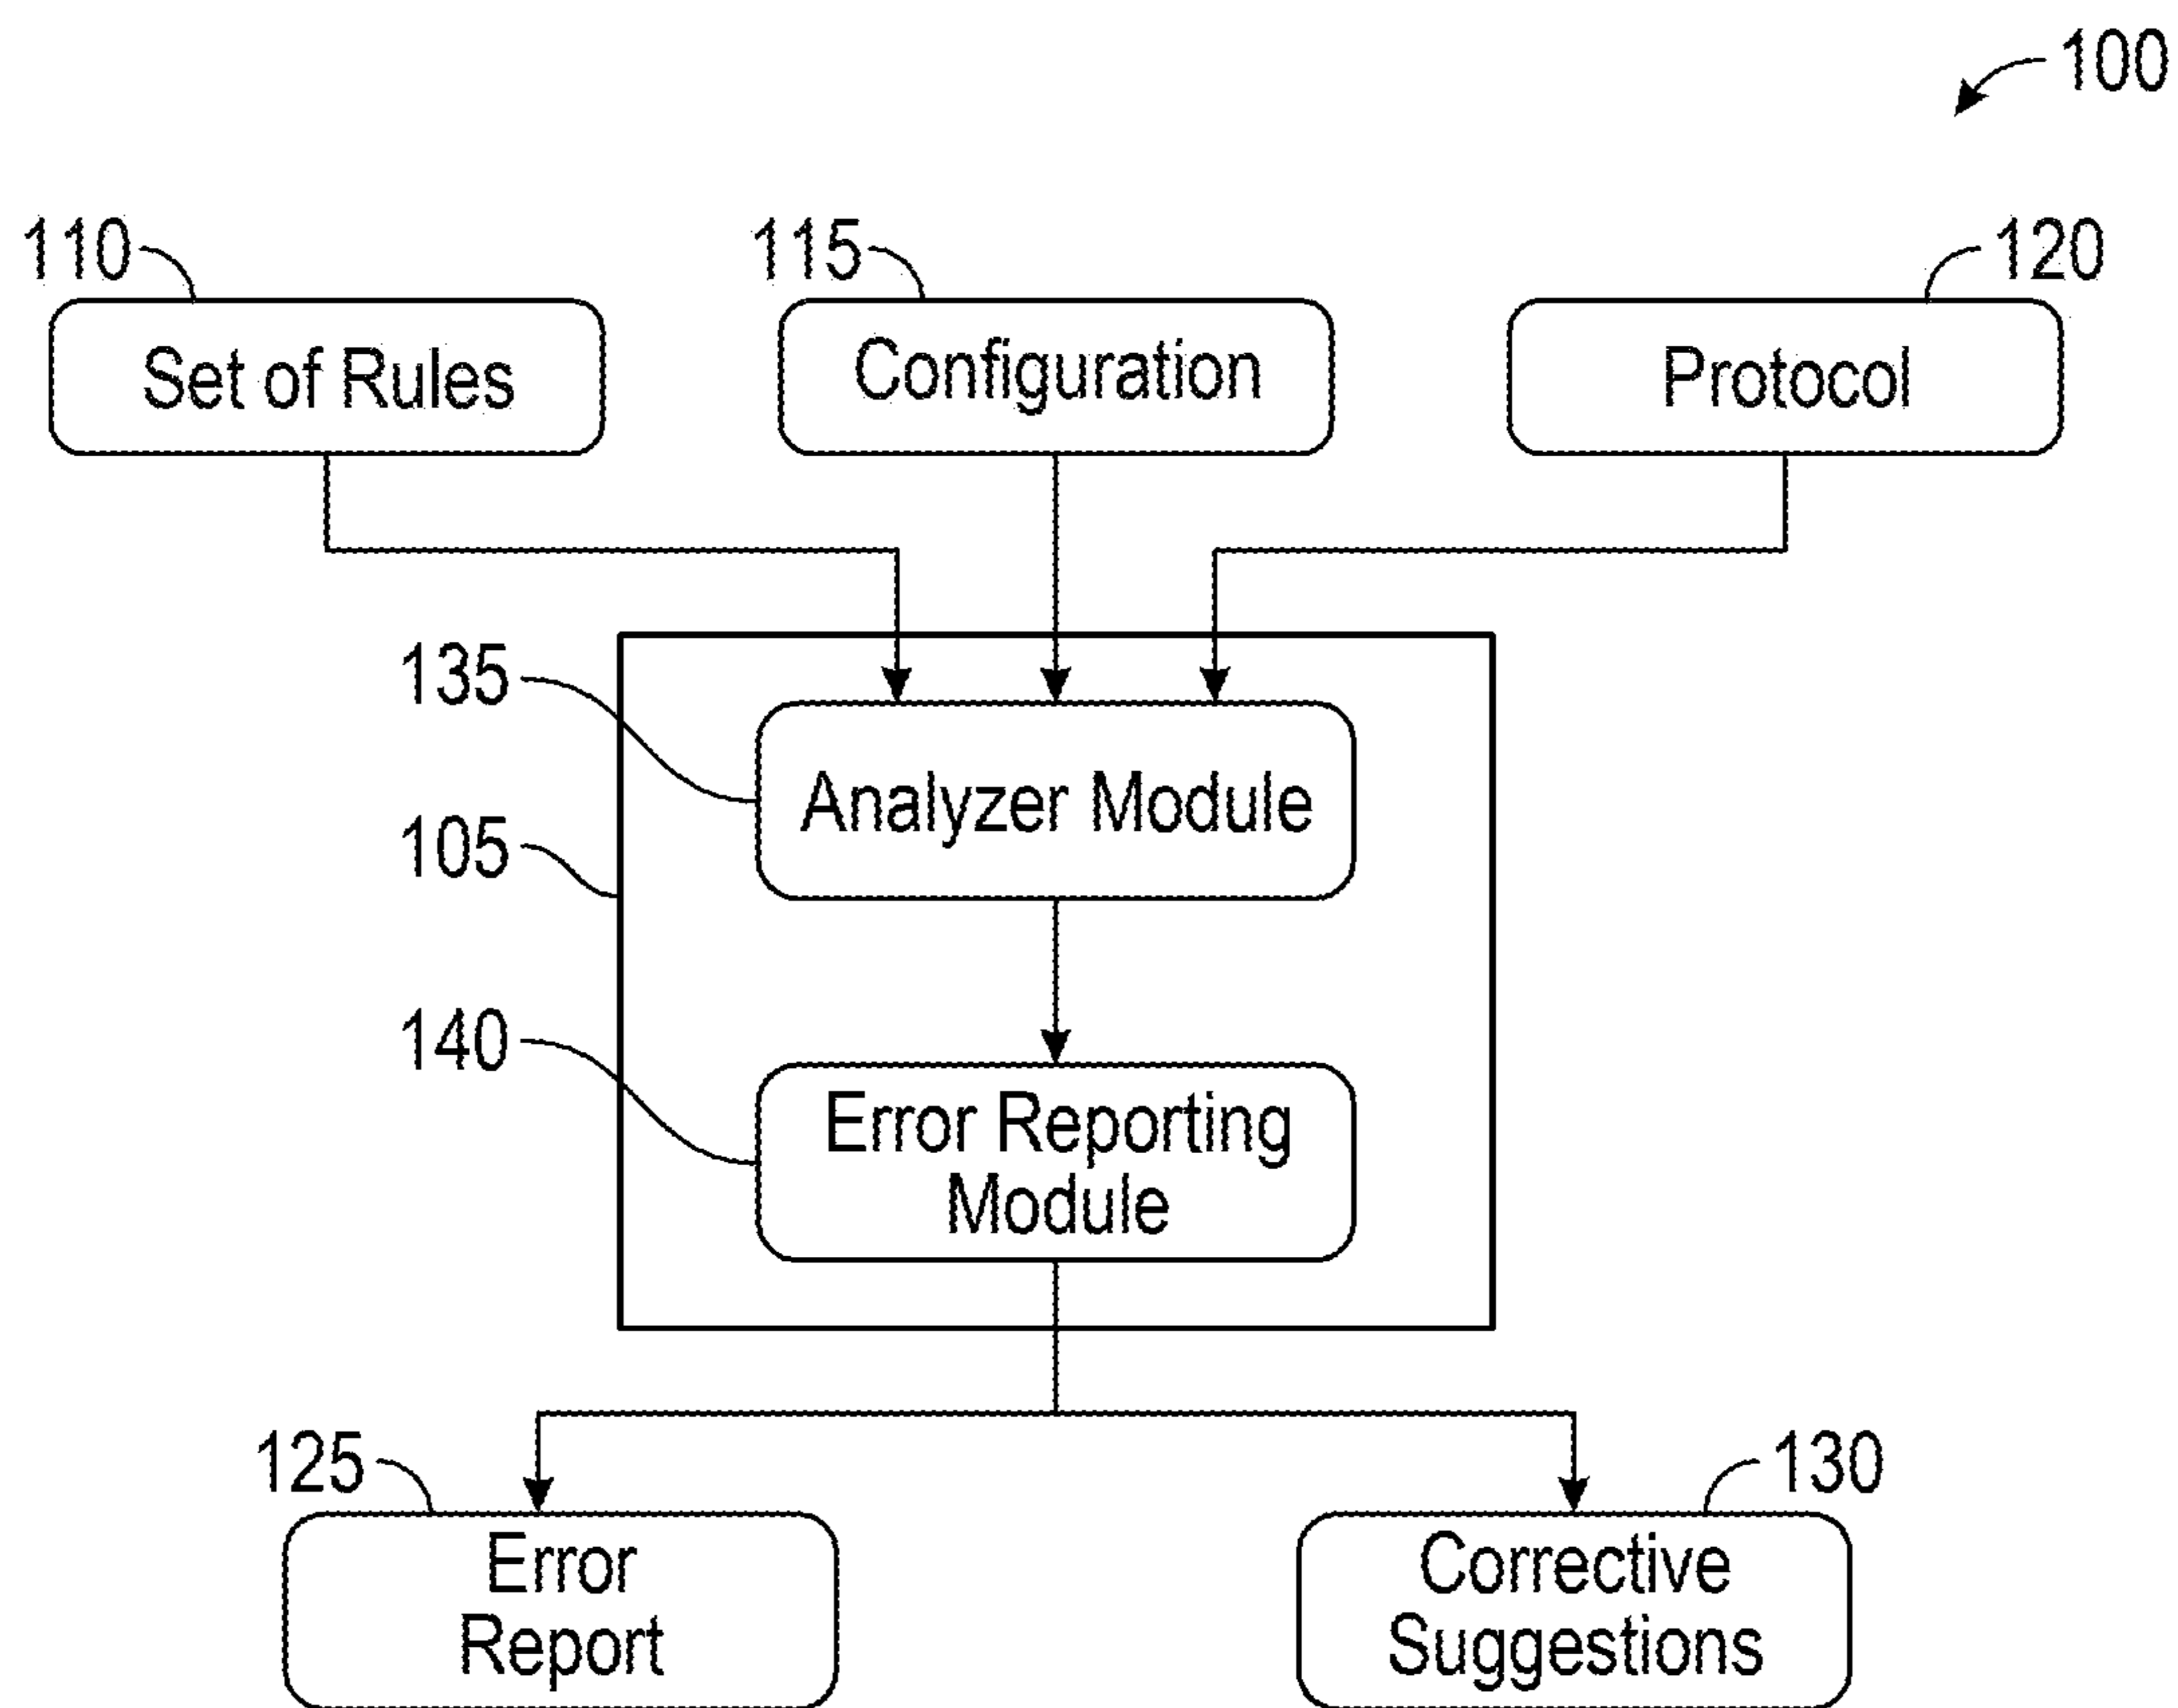 100
110
115
120
Set of Rules
Configuration
Protocol
135
Analyzer Module
105
140
Error Reporting
Module
125
130
Error
Report
Corrective
Suggestions